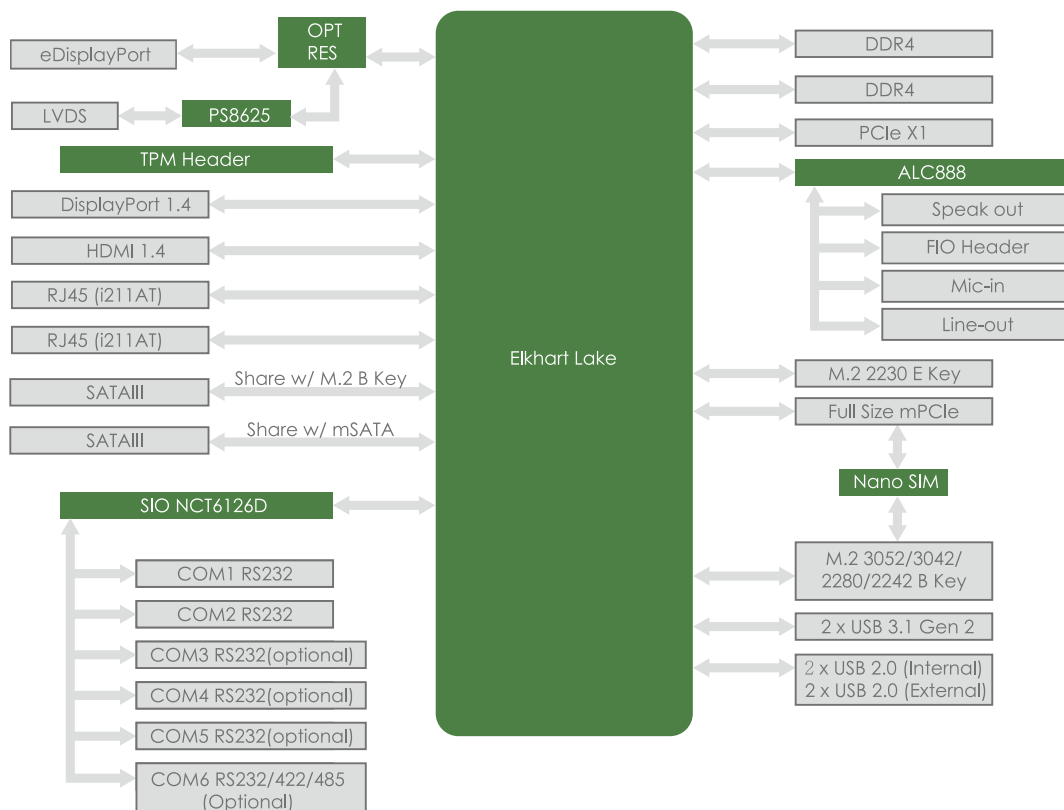 eDisplayPort
OPT
RES
LVDS
PS8625
TPM Header
DisplayPort 1.4
HDMI 1.4
RJ45 (i211AT)
RJ45 (i211AT)
SATAIII
Share w/ M.2 B Key
SATAIII
Share w/ mSATA
SIO NCT6126D
COM1 RS232
COM2 RS232
COM3 RS232(optional)
COM4 RS232(optional)
COM5 RS232(optional)
COM6 RS232/422/485
(Optional)
Elkhart Lake
DDR4
DDR4
PCIe X1
ALC888
Speak out
FIO Header
Mic-in
Line-out
M.2 2230 E Key
Full Size mPCIe
Nano SIM
M.2 3052/3042/
2280/2242 B Key
2 x USB 3.1 Gen 2
2 x USB 2.0 (Internal)
2 x USB 2.0 (External)